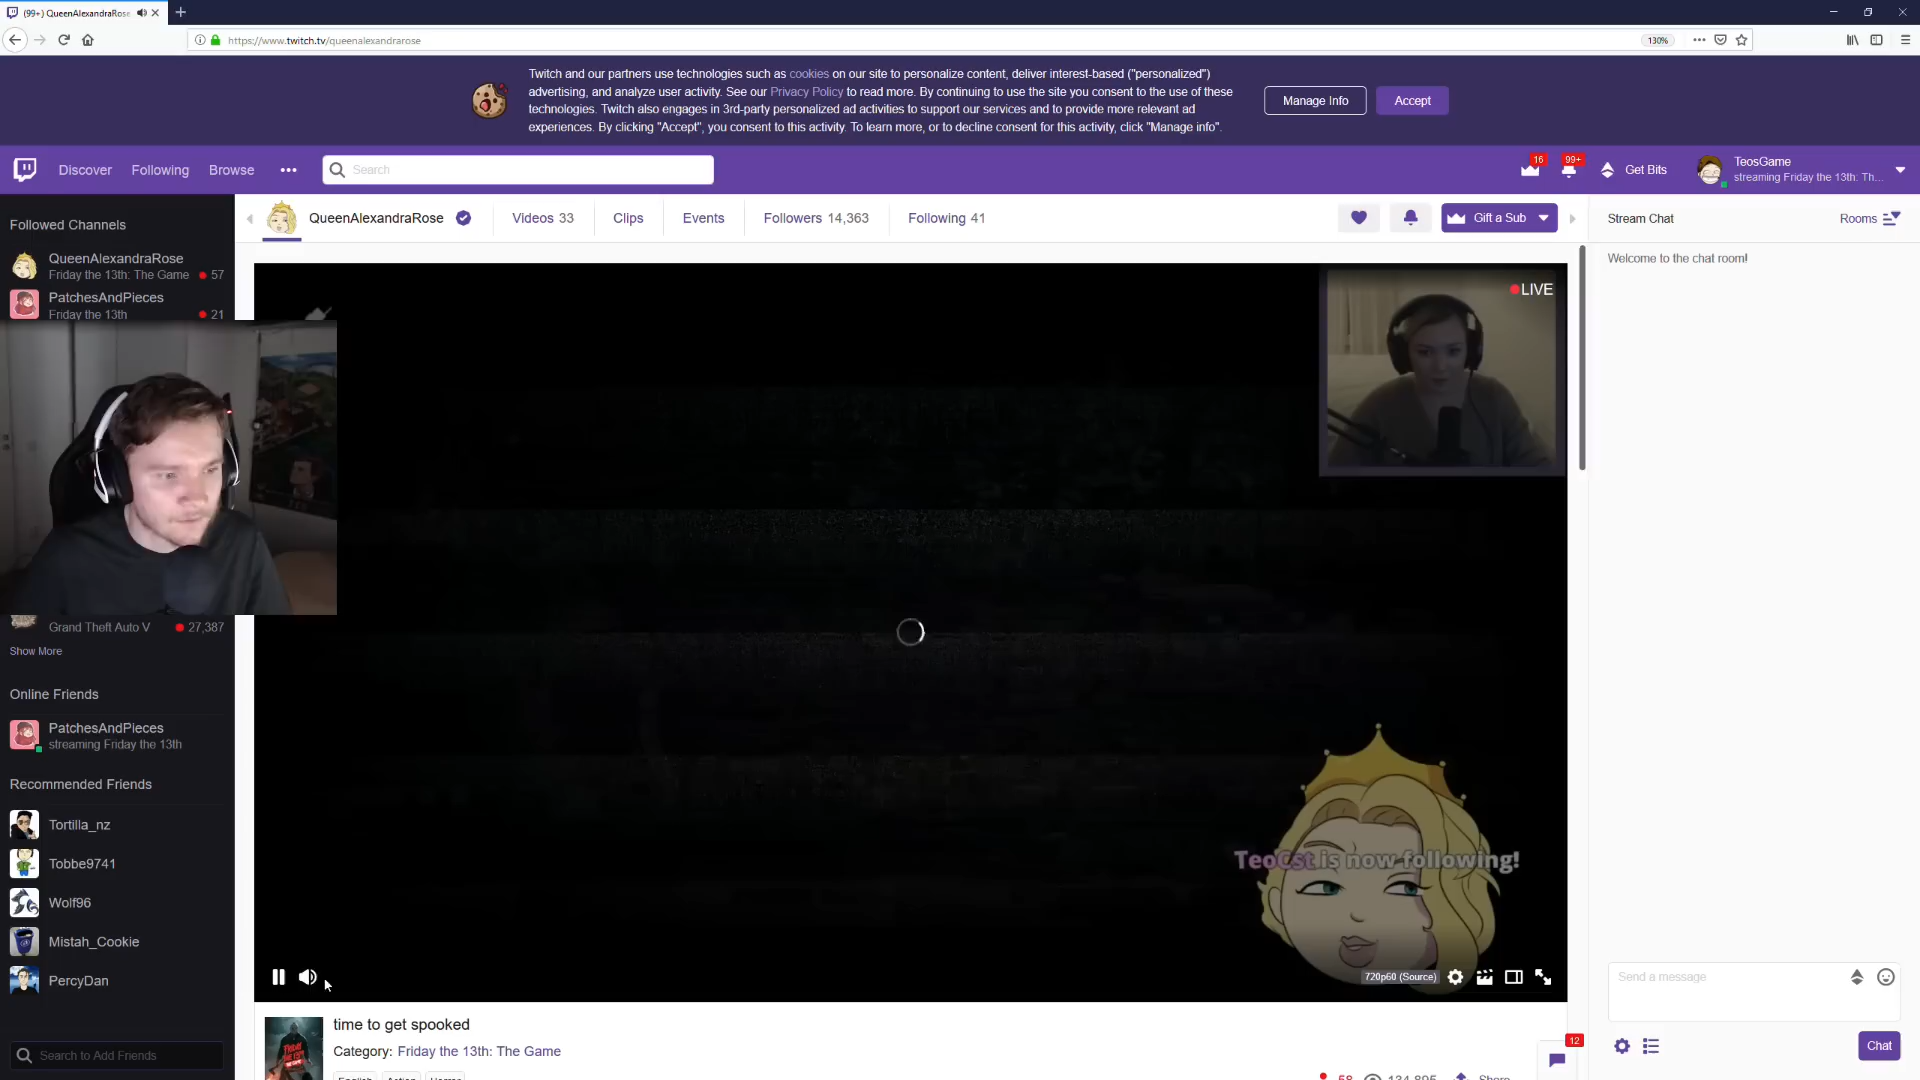 (99+) QueenAlexandraRose
https://www.twitch.tv/queenalexandrarose
130%
Twitch and our partners use technologies such as cookies on our site to personalize content, deliver interest-based ("personalized")
advertising, and analyze user activity. See our Privacy Policy to read more. By continuing to use the site you consent to the use of these
technologies. Twitch also engages in 3rd-party personalized ad activities to support our services and to provide more relevant ad
experiences. By clicking "Accept", you consent to this activity. To learn more, or to decline consent for this activity, click "Manage info".
Manage Info
Accept
Discover
Following
Browse
Search
16
99+
Get Bits
TeosGame
streaming Friday the 13th: Th...
Followed Channels
QueenAlexandraRose
Friday the 13th: The Game
57
PatchesAndPieces
Friday the 13th
21
Grand Theft Auto V
27,387
Show More
Online Friends
PatchesAndPieces
streaming Friday the 13th
Recommended Friends
Tortilla_nz
Tobbe9741
Wolf96
Mistah_Cookie
PercyDan
Search to Add Friends
QueenAlexandraRose
Videos 33
Clips
Events
Followers 14,363
Following 41
Gift a Sub
LIVE
TeoCst is now following!
720p60 (Source)
time to get spooked
Category: Friday the 13th: The Game
English
Action
Horror
58
134,895
Share
12
Stream Chat
Rooms
Welcome to the chat room!
Send a message
Chat